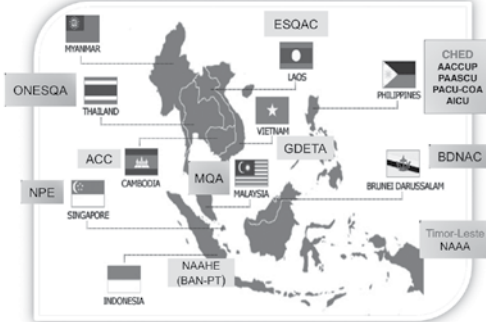 ESQAC
MYANMAR
LAOS
CHED
AACCUP
PAASCU
PACU-COA
AICU
PHILIPPINES
ONESQA
THAILAND
VIETNAM
GDETA
ACC
CAMBODIA
MQA
MALAYSIA
BDNAC
BRUNEI DARUSSALAM
NPE
SINGAPORE
Timor-Leste
NAAA
NAAHE
(BAN-PT)
INDONESIA